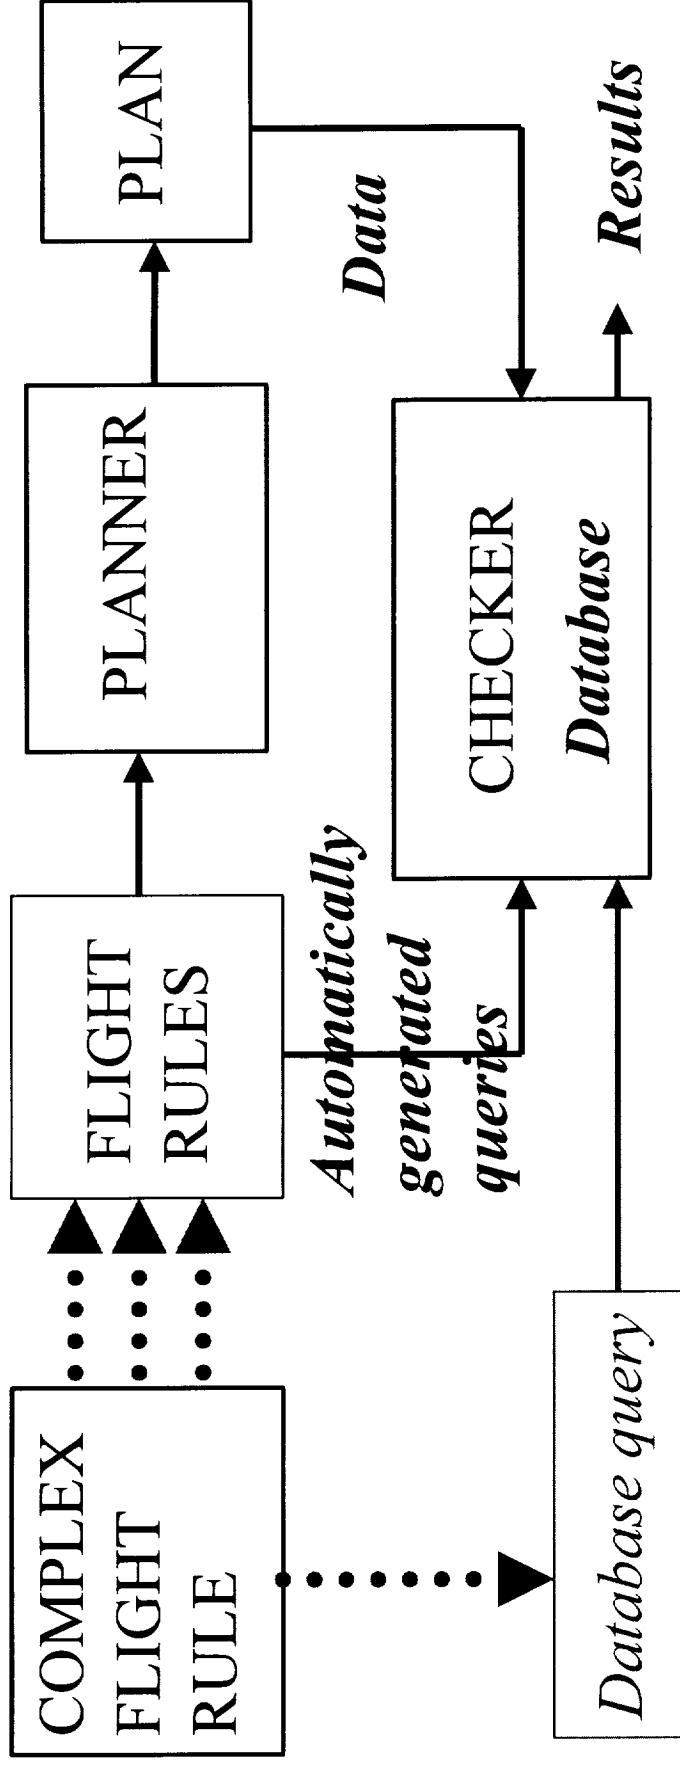 COMPLEX
FLIGHT
RULE
FLIGHT
RULES
PLANNER
PLAN
Automatically
generated
queries
Data
CHECKER
Database
Results
Database query